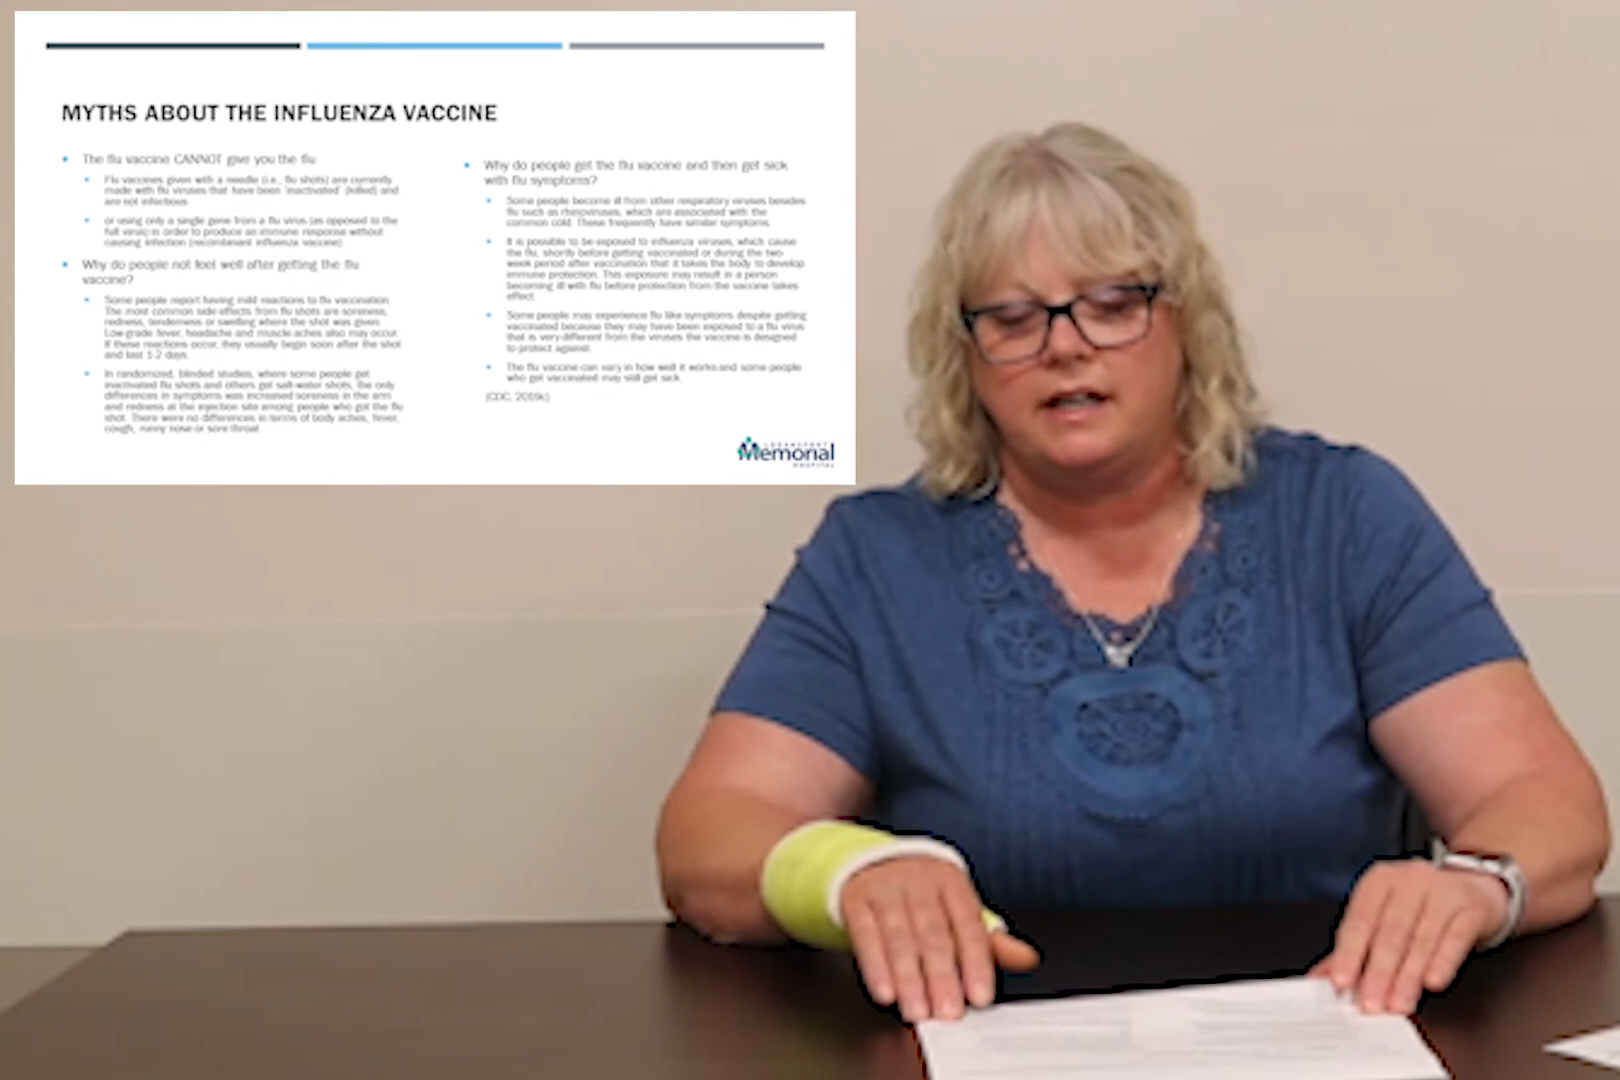 MYTHS ABOUT THE INFLUENZA VACCINE
The flu vaccine CANNOT give you the flu
Flu vaccines given with a needle (i.e., flu shots) are currently
made with flu viruses that have been 'inactivated' (killed) and
are not infectious
or using only a single gene from a flu virus (as opposed to the
full virus) in order to produce an immune response without
causing infection (recombinant influenza vaccine)
Why do people not feel well after getting the flu
vaccine?
Some people report having mild reactions to flu vaccination.
The most common side effects from flu shots are soreness,
redness, tenderness or swelling where the shot was given.
Low-grade fever, headache and muscle aches also may occur.
If these reactions occur, they usually begin soon after the shot
and last 1-2 days.
In randomized, blinded studies, where some people get
inactivated flu shots and others get salt-water shots, the only
differences in symptoms was increased soreness in the arm
and redness at the injection site among people who got the flu
shot. There were no differences in terms of body aches, fever,
cough, runny nose or sore throat.
Why do people get the flu vaccine and then get sick
with flu symptoms?
Some people become ill from other respiratory viruses besides
flu such as rhinoviruses, which are associated with the
common cold. These frequently have similar symptoms.
It is possible to be exposed to influenza viruses, which cause
the flu, shortly before getting vaccinated or during the two-
week period after vaccination that it takes the body to develop
immune protection. This exposure may result in a person
becoming ill with flu before protection from the vaccine takes
effect.
Some people may experience flu like symptoms despite getting
vaccinated because they may have been exposed to a flu virus
that is very different from the viruses the vaccine is designed
to protect against.
The flu vaccine can vary in how well it works and some people
who get vaccinated may still get sick.
(CDC, 2019c)
LOGANSPORT
Memorial
HOSPITAL